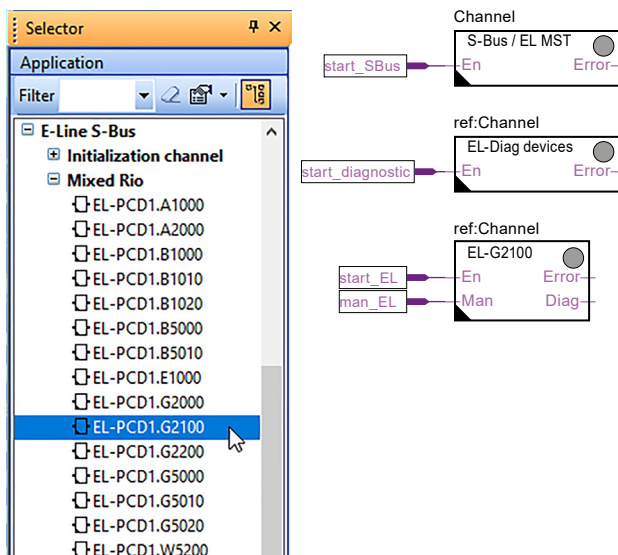 Selector
Application
Filter
E-Line S-Bus
Initialization channel
Mixed Rio
EL-PCD1.A1000
EL-PCD1.A2000
EL-PCD1.B1000
EL-PCD1.B1010
EL-PCD1.B1020
EL-PCD1.B5000
EL-PCD1.B5010
EL-PCD1.E1000
EL-PCD1.G2000
EL-PCD1.G2100
EL-PCD1.G2200
EL-PCD1.G5000
EL-PCD1.G5010
EL-PCD1.G5020
EL-PCD1.W5200
Channel
S-Bus / EL MST
start_SBus
En Error
ref:Channel
EL-Diag devices
start_diagnostic
En Error
ref:Channel
EL-G2100
start_EL
En Error
man_EL
Man Diag